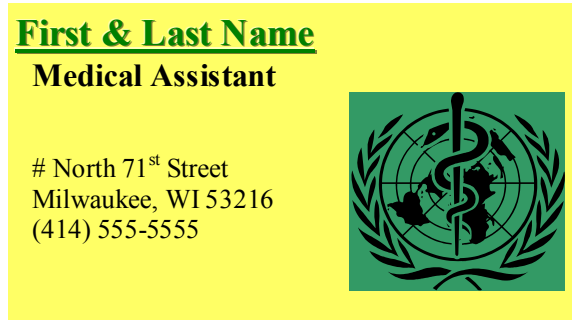 First & Last Name
Medical Assistant
# North 71st Street
Milwaukee, WI 53216
(414) 555-5555